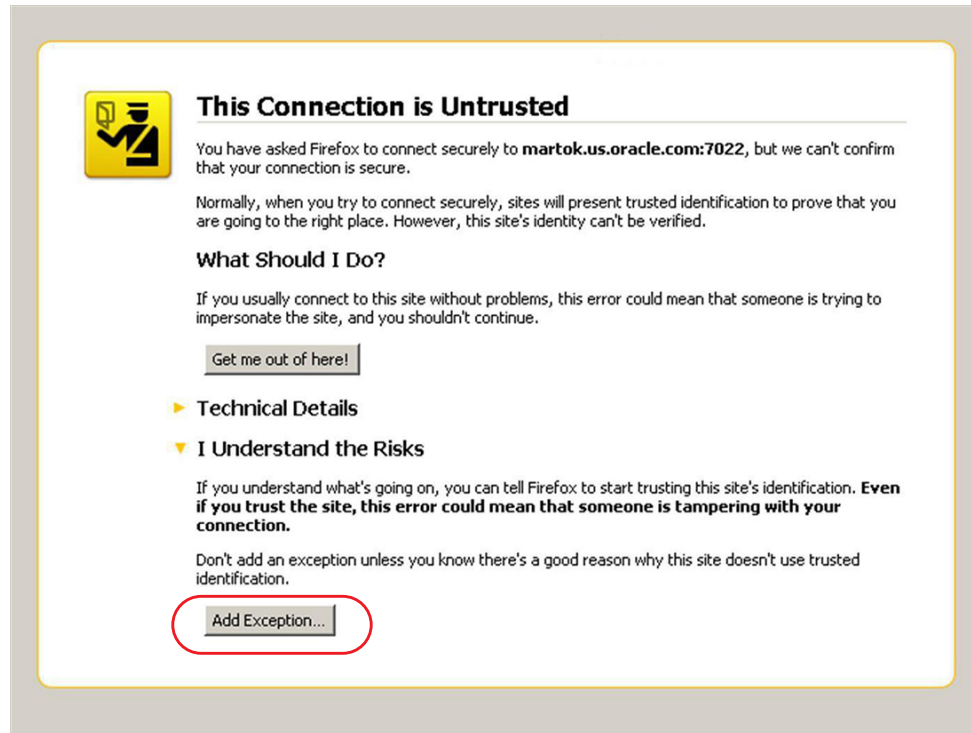 This Connection is Untrusted
You have asked Firefox to connect securely to martok.us.oracle.com:7022, but we can't confirm
that your connection is secure.
Normally, when you try to connect securely, sites will present trusted identification to prove that you
are going to the right place. However, this site's identity can't be verified.
What Should I Do?
If you usually connect to this site without problems, this error could mean that someone is trying to
impersonate the site, and you shouldn't continue.
Get me out of here!
Technical Details
I Understand the Risks
If you understand what's going on, you can tell Firefox to start trusting this site's identification. Even
if you trust the site, this error could mean that someone is tampering with your
connection.
Don't add an exception unless you know there's a good reason why this site doesn't use trusted
identification.
Add Exception...